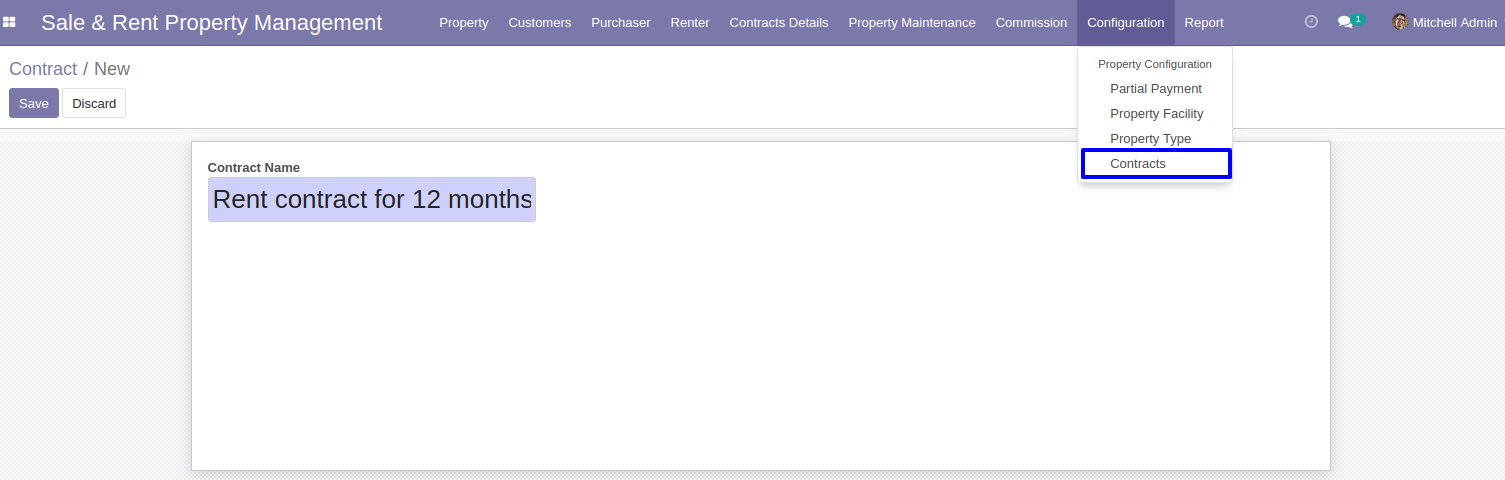 Sale & Rent Property Management Property Customers Purchaser Renter Contracts Details Property Maintenance Commission Configuration Report 1 Mitchell Admin
Contract / New
Save Discard
Property Configuration
Partial Payment
Property Facility
Property Type
Contracts
Contract Name
Rent contract for 12 months